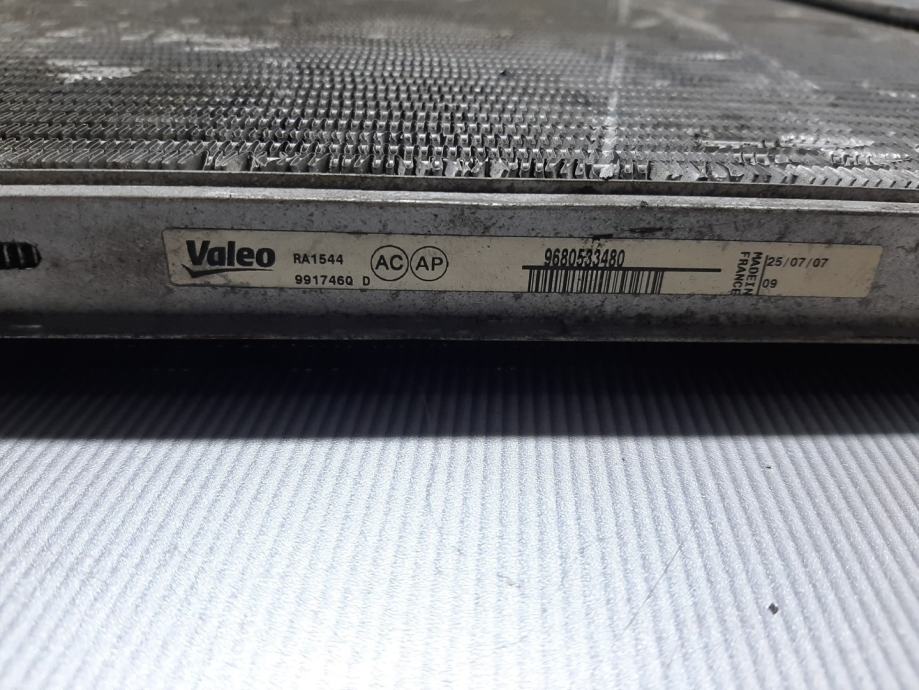 Valeo
RA1544
991746Q D
AC AP
9680533480
MADE IN
FRANCE
25/07/07
09